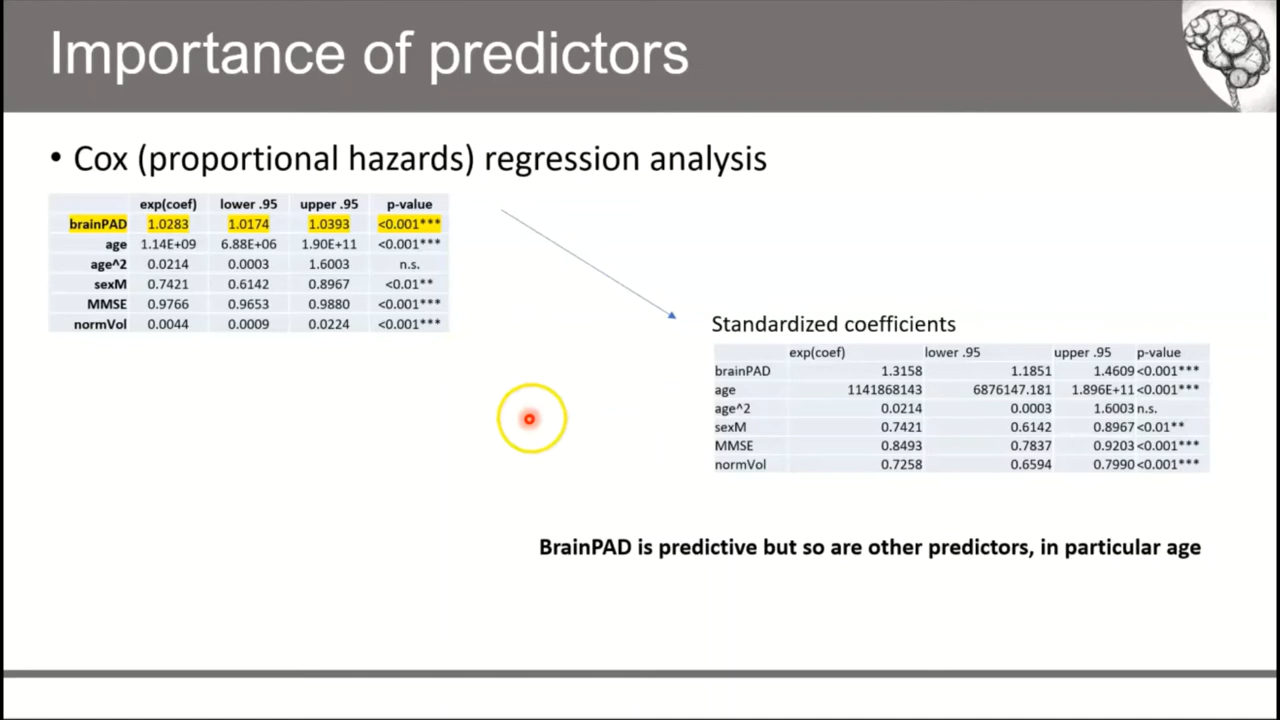 Importance of predictors
• Cox (proportional hazards) regression analysis
exp(coef) lower .95 upper .95 p-value
brainPAD 1.0283 1.0174 1.0393 <0.001***
age 1.14E+09 6.88E+06 1.90E+11 <0.001***
age^2 0.0214 0.0003 1.6003 n.s.
sexM 0.7421 0.6142 0.8967 <0.01**
MMSE 0.9766 0.9653 0.9880 <0.001***
normVol 0.0044 0.0009 0.0224 <0.001***
Standardized coefficients
exp(coef) lower .95 upper .95 p-value
brainPAD 1.3158 1.1851 1.4609 <0.001***
age 1141868143 6876147.181 1.896E+11 <0.001***
age^2 0.0214 0.0003 1.6003 n.s.
sexM 0.7421 0.6142 0.8967 <0.01**
MMSE 0.8493 0.7837 0.9203 <0.001***
normVol 0.7258 0.6594 0.7990 <0.001***
BrainPAD is predictive but so are other predictors, in particular age